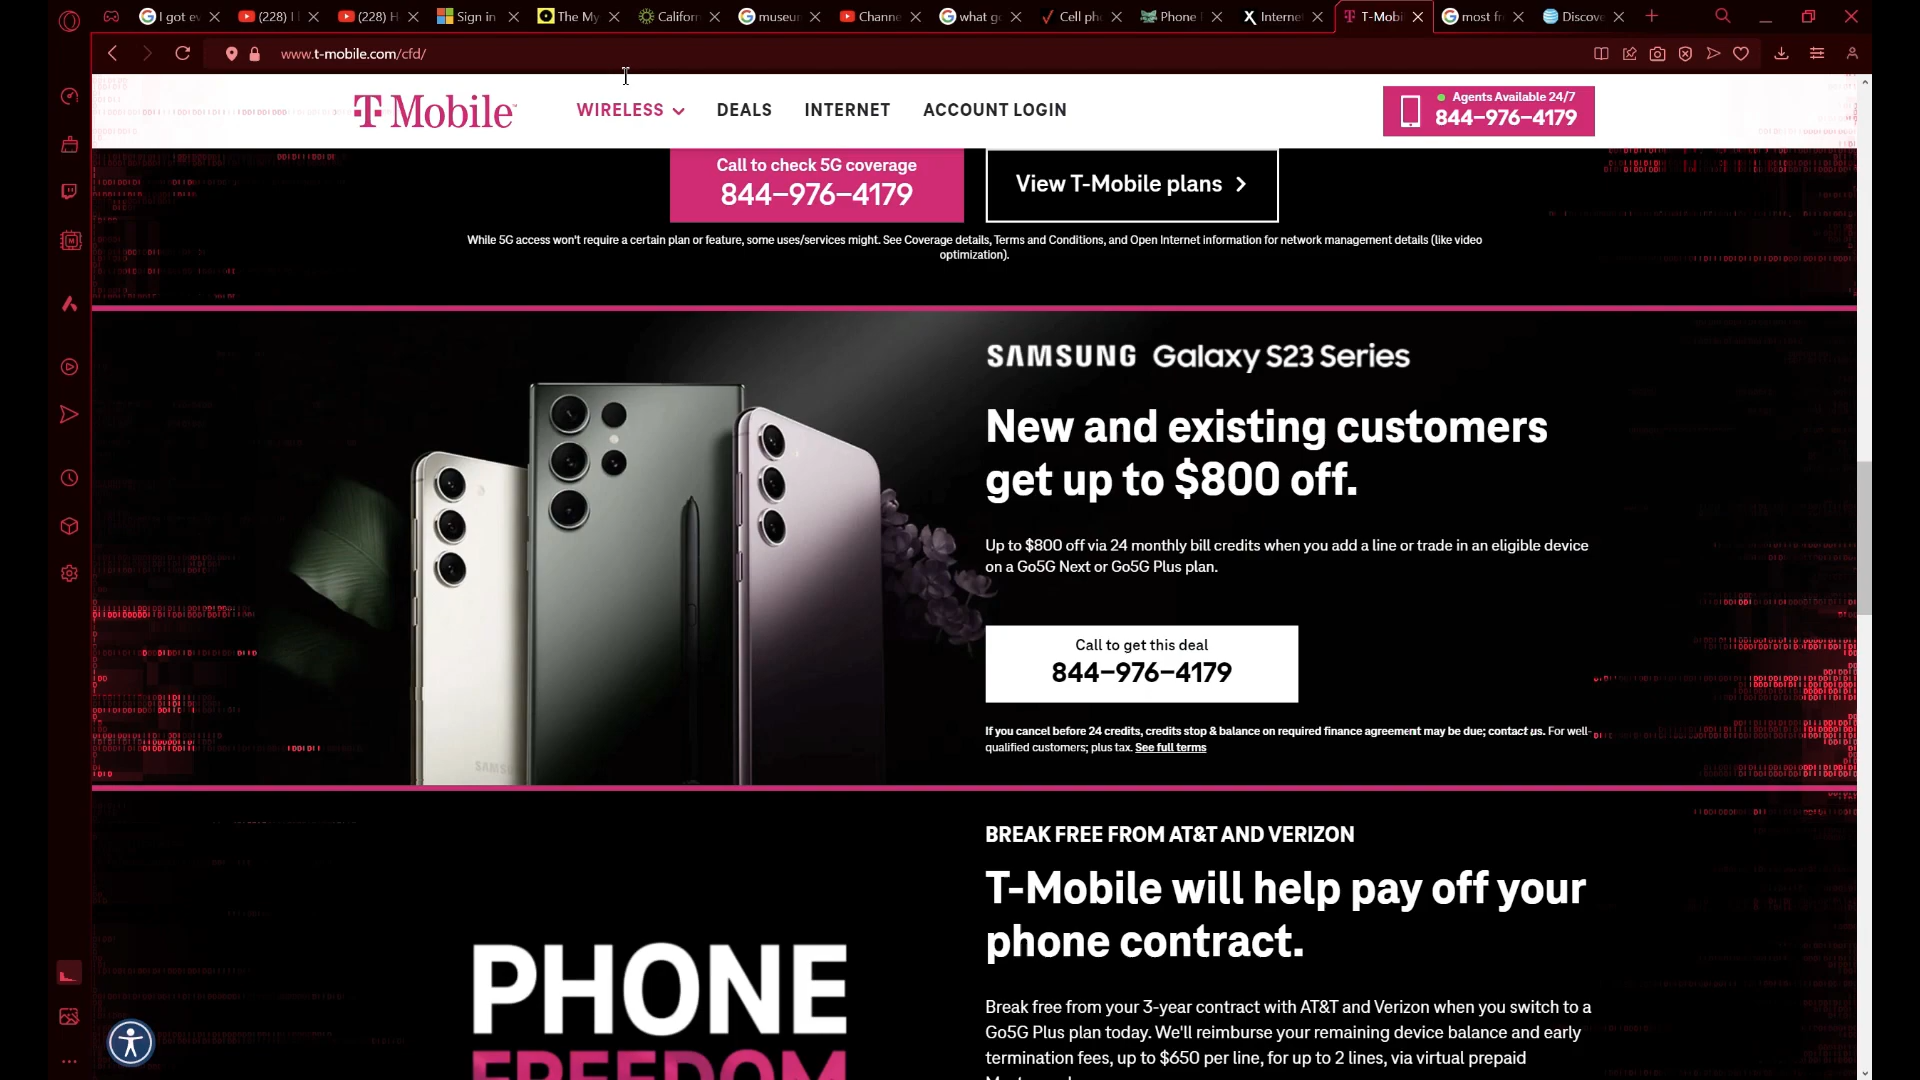 I got ev
(228) I
(228) H
Sign in
The My
Californ
museur
Channe
what go
Cell ph
Phone
Interne
T-Mobi
most fr
Discove
www.t-mobile.com/cfd/
T Mobile
WIRELESS
DEALS
INTERNET
ACCOUNT LOGIN
Agents Available 24/7
844-976-4179
Call to check 5G coverage
844-976-4179
View T-Mobile plans
While 5G access won't require a certain plan or feature, some uses/services might. See Coverage details, Terms and Conditions, and Open Internet information for network management details (like video
optimization).
SAMSUNG Galaxy S23 Series
New and existing customers
get up to $800 off.
Up to $800 off via 24 monthly bill credits when you add a line or trade in an eligible device
on a Go5G Next or Go5G Plus plan.
Call to get this deal
844-976-4179
If you cancel before 24 credits, credits stop & balance on required finance agreement may be due; contact us. For well-
qualified customers; plus tax. See full terms
SAMSUNG
BREAK FREE FROM AT&T AND VERIZON
T-Mobile will help pay off your
phone contract.
PHONE
FREEDOM
Break free from your 3-year contract with AT&T and Verizon when you switch to a
Go5G Plus plan today. We'll reimburse your remaining device balance and early
termination fees, up to $650 per line, for up to 2 lines, via virtual prepaid